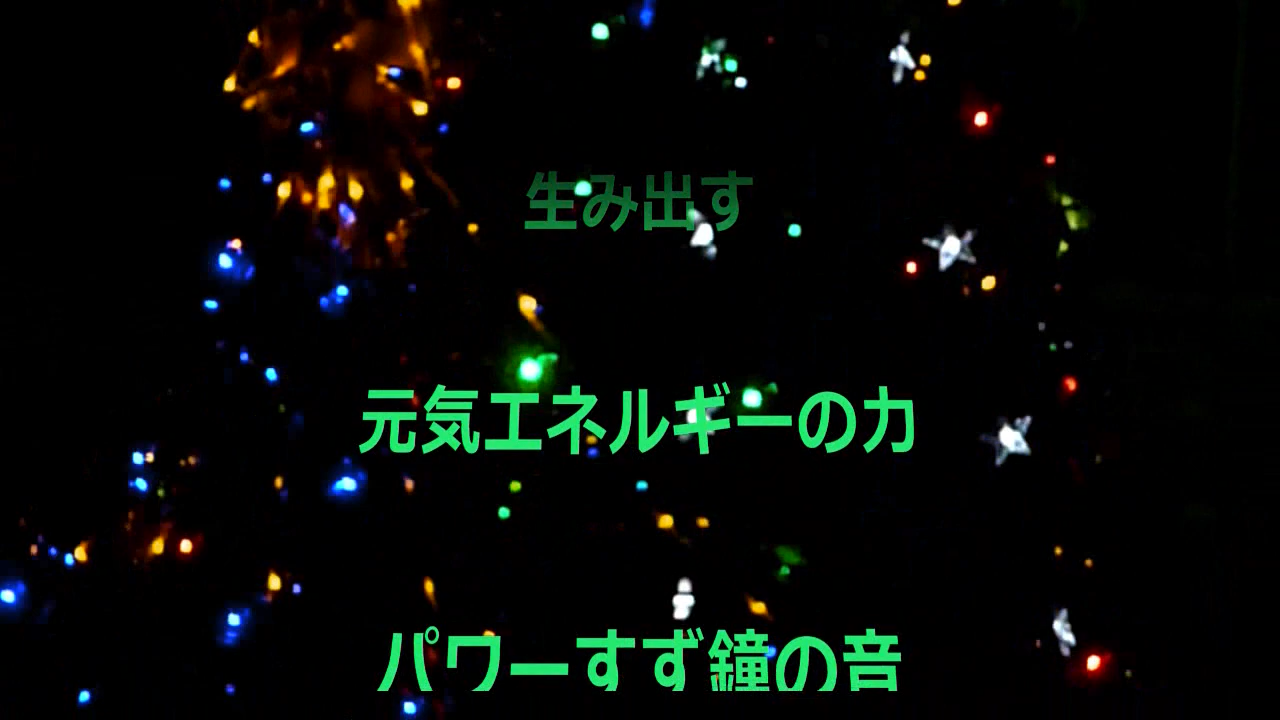 生み出す
元気エネルギーの力
パワーすず鐘の音